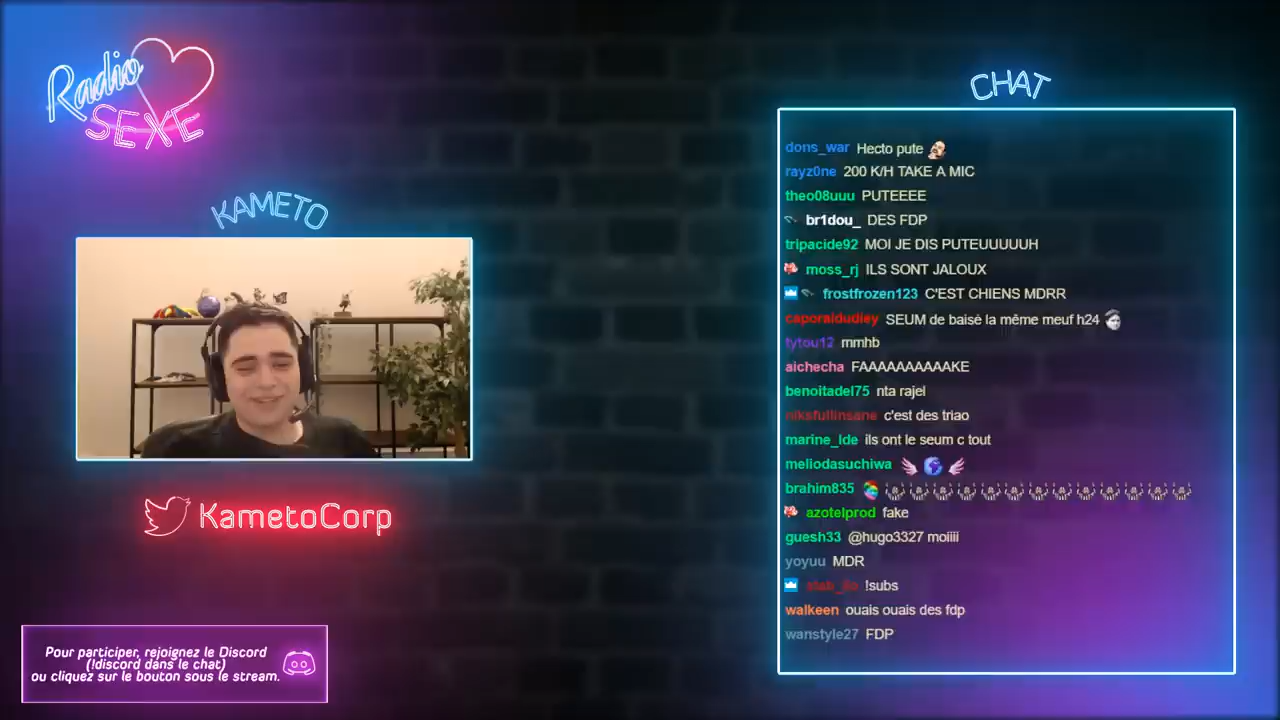 Radio
SEXE
KAMETO
KametoCorp
Pour participer, rejoignez le Discord
(!discord dans le chat)
ou cliquez sur le bouton sous le stream.
CHAT
dons_war Hecto pute
rayz0ne 200 K/H TAKE A MIC
theo08uuu PUTEEEE
br1dou_ DES FDP
tripacide92 MOI JE DIS PUTEUUUUUH
moss_rj ILS SONT JALOUX
frostfrozen123 C'EST CHIENS MDRR
caporaldudley SEUM de baisé la même meuf h24
tytou12 mmhb
aichecha FAAAAAAAAAAKE
benoitadel75 nta rajel
niksfullinsane c'est des triao
marine_lde ils ont le seum c tout
meliodasuchiwa
brahim835
azotelprod fake
guesh33 @hugo3327 moiiii
yoyuu MDR
!subs
walkeen ouais ouais des fdp
wanstyle27 FDP